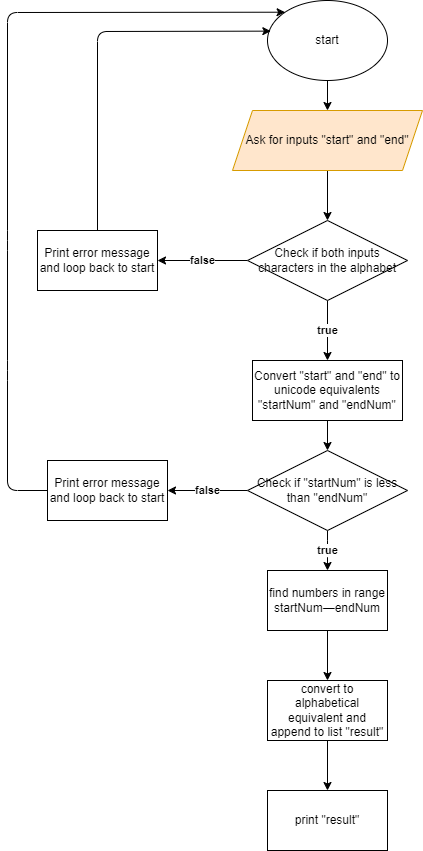 start
Ask for inputs "start" and "end"
Check if both inputs
characters in the alphabet
false
Print error message
and loop back to start
true
Convert "start" and "end" to
unicode equivalents
"startNum" and "endNum"
Check if "startNum" is less
than "endNum"
false
Print error message
and loop back to start
true
find numbers in range
startNum—endNum
convert to
alphabetical
equivalent and
append to list "result"
print "result"